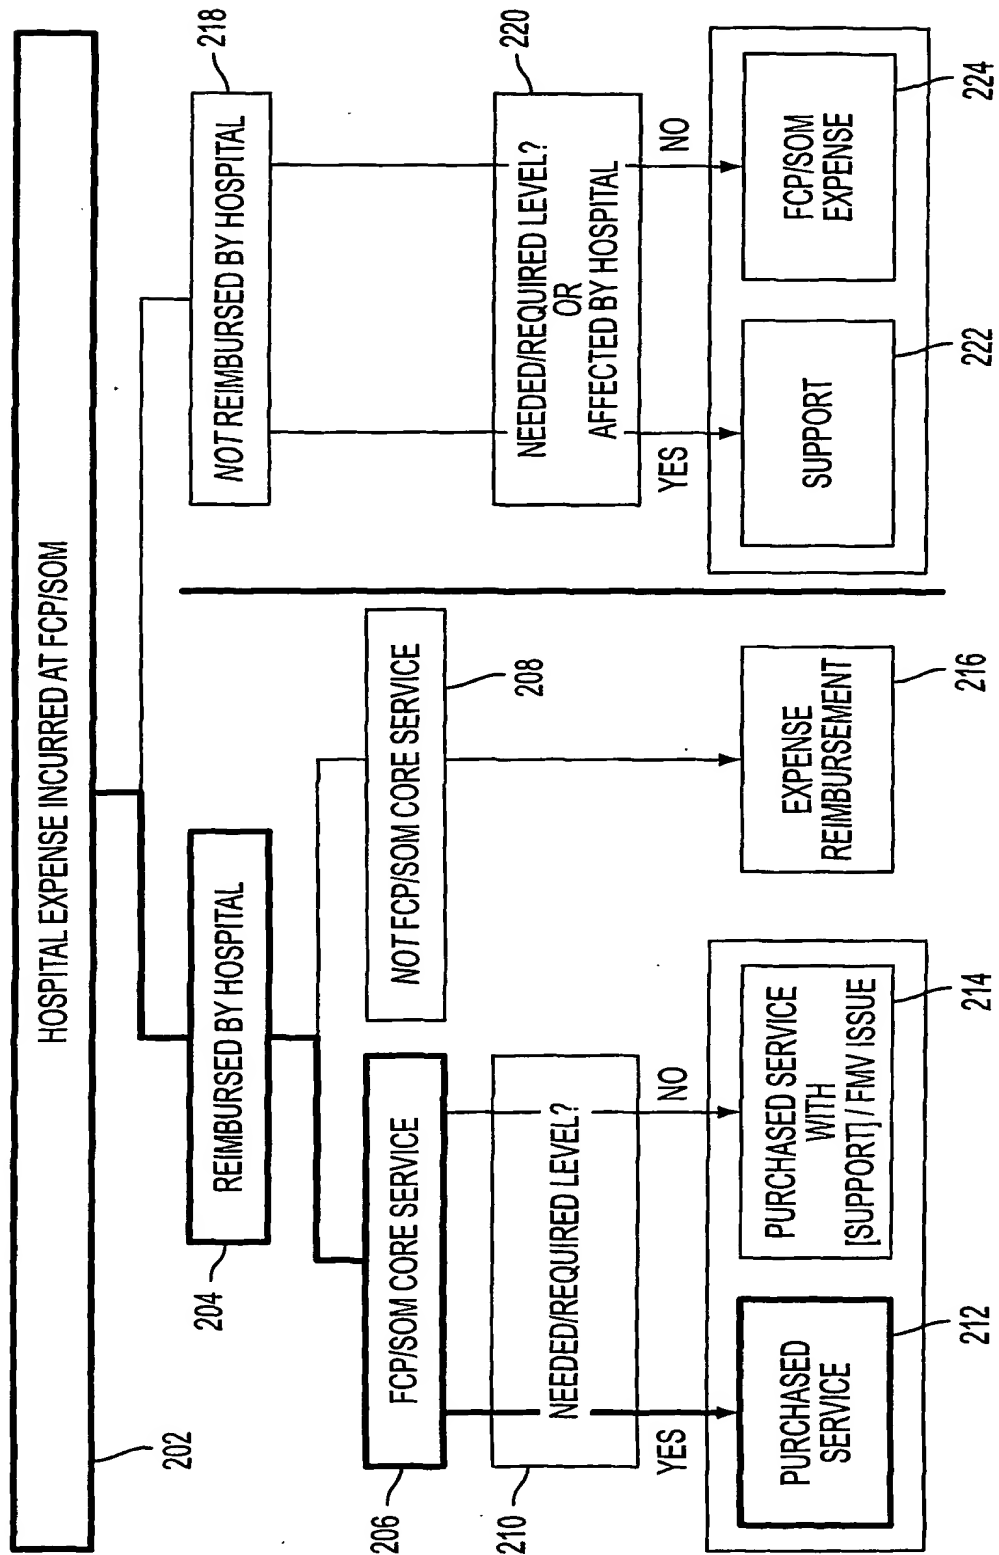 HOSPITAL EXPENSE INCURRED AT FCP/SOM
202
REIMBURSED BY HOSPITAL
204
NOT REIMBURSED BY HOSPITAL
218
FCP/SOM CORE SERVICE
206
NOT FCP/SOM CORE SERVICE
208
NEEDED/REQUIRED LEVEL?
210
NEEDED/REQUIRED LEVEL?
OR
AFFECTED BY HOSPITAL
220
YES
NO
YES
NO
PURCHASED
SERVICE
212
PURCHASED SERVICE
WITH
[SUPPORT] / FMV ISSUE
214
EXPENSE
REIMBURSEMENT
216
SUPPORT
222
FCP/SOM
EXPENSE
224